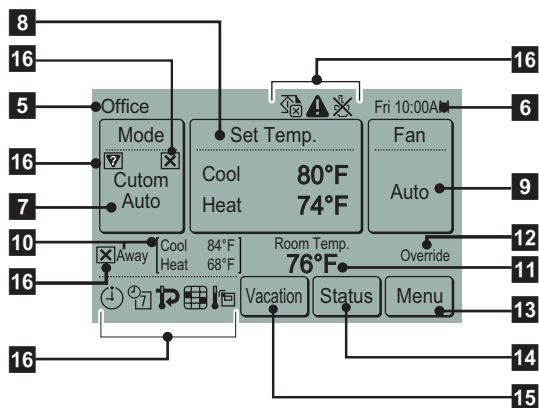 8
16
16
5
Office
Fri 10:00AM
6
Mode
Set Temp.
Fan
16
?
Cutom
Auto
7
Cool 80°F
Heat 74°F
Auto
9
10
Away
Cool 84°F
Heat 68°F
Room Temp.
76°F
Override
12
11
16
7
Vacation
Status
Menu
13
16
14
15